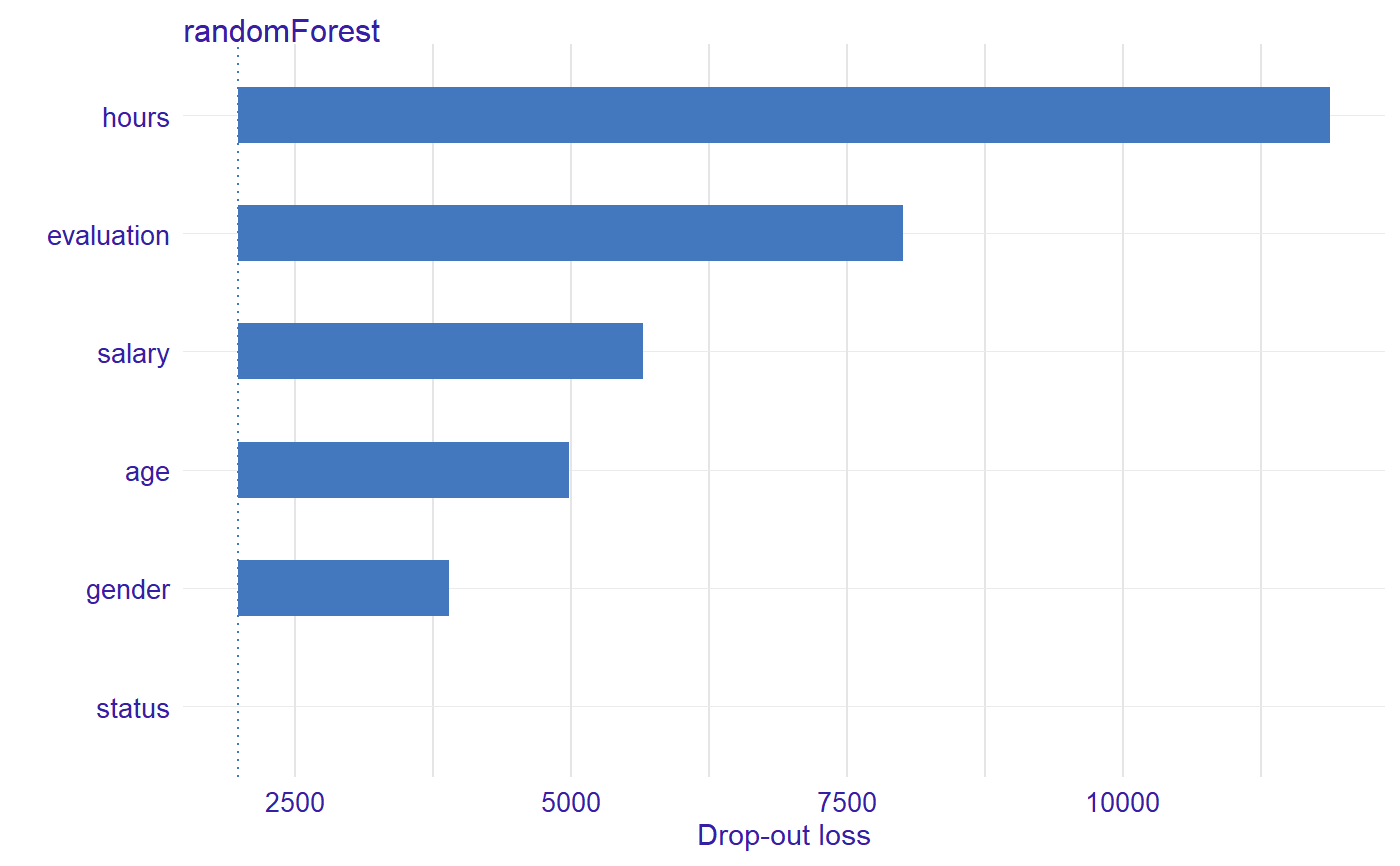 randomForest
hours
evaluation
salary
age
gender
status
2500 5000 7500 10000
Drop-out loss